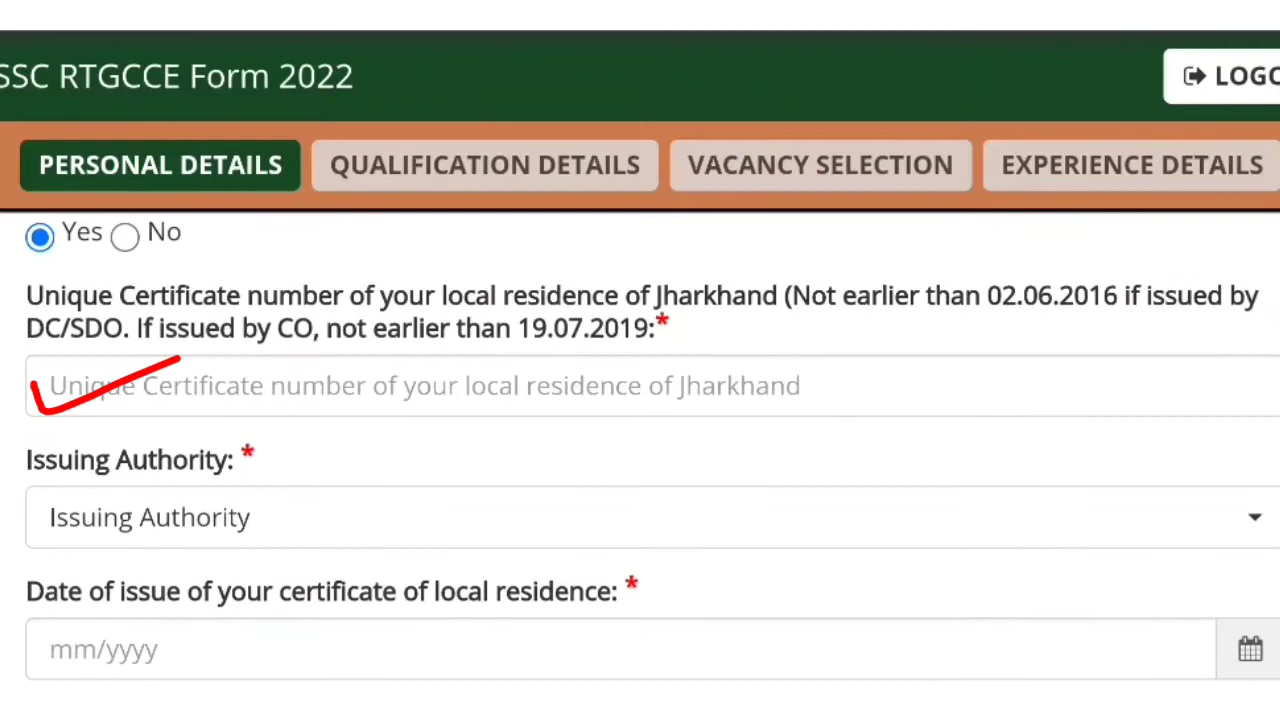 SSC RTGCCE Form 2022
LOGO
PERSONAL DETAILS QUALIFICATION DETAILS VACANCY SELECTION EXPERIENCE DETAILS
Yes No
Unique Certificate number of your local residence of Jharkhand (Not earlier than 02.06.2016 if issued by
DC/SDO. If issued by CO, not earlier than 19.07.2019:*
Unique Certificate number of your local residence of Jharkhand
Issuing Authority: *
Issuing Authority
Date of issue of your certificate of local residence: *
mm/yyyy